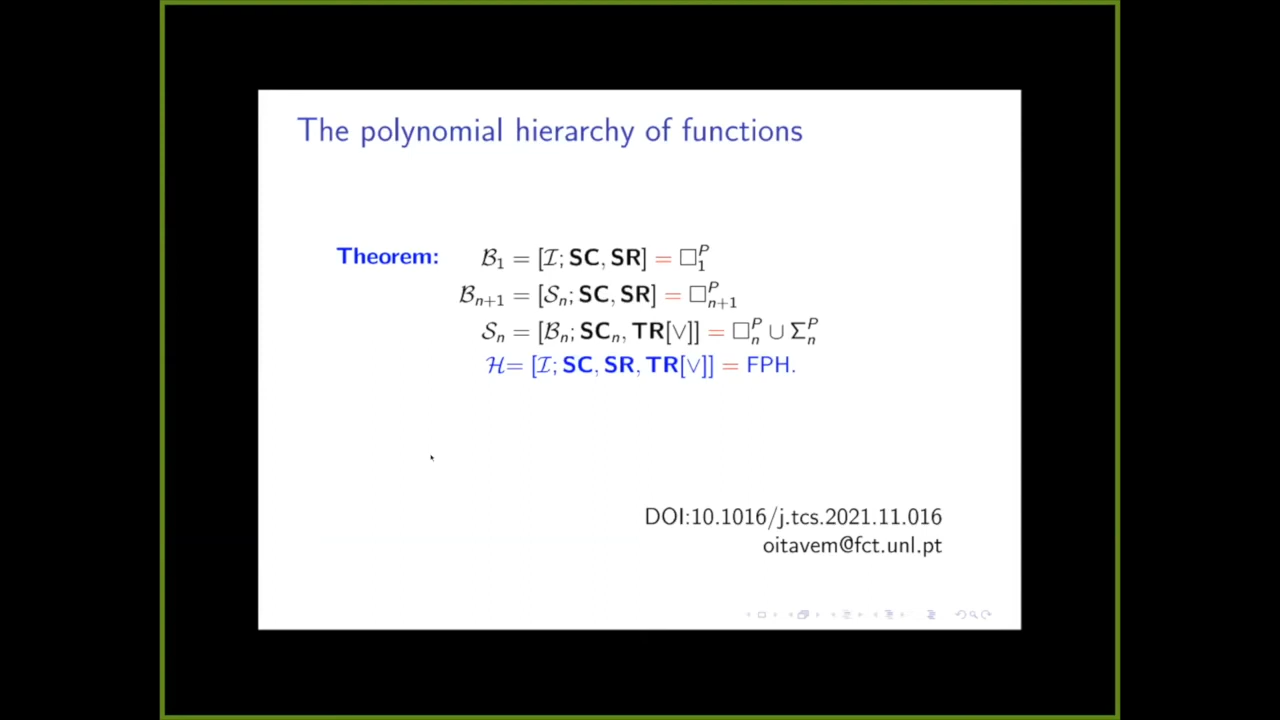 The polynomial hierarchy of functions
Theorem: ℬ₁ = [ℐ; SC, SR] = □₁ᴾ
ℬₙ₊₁ = [𝒮ₙ; SC, SR] = □ₙ₊₁ᴾ
𝒮ₙ = [ℬₙ; SCₙ, TR[∨]] = □ₙᴾ ∪ Σₙᴾ
ℋ= [ℐ; SC, SR, TR[∨]] = FPH.
DOI:10.1016/j.tcs.2021.11.016
oitavem@fct.unl.pt